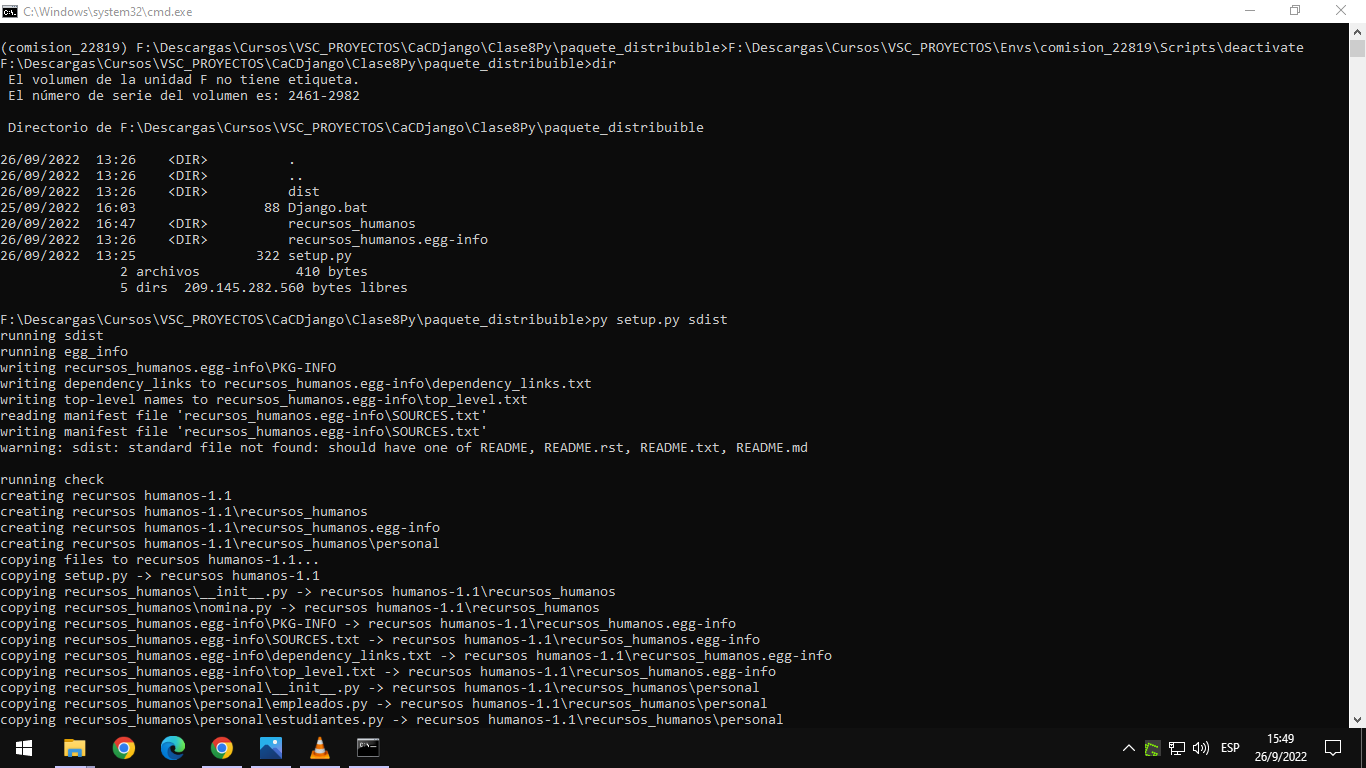 C:\Windows\system32\cmd.exe
(comision_22819) F:\Descargas\Cursos\VSC_PROYECTOS\CaCDjango\Clase8Py\paquete_distribuible>F:\Descargas\Cursos\VSC_PROYECTOS\Envs\comision_22819\Scripts\deactivate
F:\Descargas\Cursos\VSC_PROYECTOS\CaCDjango\Clase8Py\paquete_distribuible>dir
El volumen de la unidad F no tiene etiqueta.
El número de serie del volumen es: 2461-2982
Directorio de F:\Descargas\Cursos\VSC_PROYECTOS\CaCDjango\Clase8Py\paquete_distribuible
26/09/2022  13:26    <DIR>          .
26/09/2022  13:26    <DIR>          ..
26/09/2022  13:26    <DIR>          dist
25/09/2022  16:03                88 Django.bat
20/09/2022  16:47    <DIR>          recursos_humanos
26/09/2022  13:26    <DIR>          recursos_humanos.egg-info
26/09/2022  13:25               322 setup.py
2 archivos            410 bytes
5 dirs  209.145.282.560 bytes libres
F:\Descargas\Cursos\VSC_PROYECTOS\CaCDjango\Clase8Py\paquete_distribuible>py setup.py sdist
running sdist
running egg_info
writing recursos_humanos.egg-info\PKG-INFO
writing dependency_links to recursos_humanos.egg-info\dependency_links.txt
writing top-level names to recursos_humanos.egg-info\top_level.txt
reading manifest file 'recursos_humanos.egg-info\SOURCES.txt'
writing manifest file 'recursos_humanos.egg-info\SOURCES.txt'
warning: sdist: standard file not found: should have one of README, README.rst, README.txt, README.md
running check
creating recursos humanos-1.1
creating recursos humanos-1.1\recursos_humanos
creating recursos humanos-1.1\recursos_humanos.egg-info
creating recursos humanos-1.1\recursos_humanos\personal
copying files to recursos humanos-1.1...
copying setup.py -> recursos humanos-1.1
copying recursos_humanos\__init__.py -> recursos humanos-1.1\recursos_humanos
copying recursos_humanos\nomina.py -> recursos humanos-1.1\recursos_humanos
copying recursos_humanos.egg-info\PKG-INFO -> recursos humanos-1.1\recursos_humanos.egg-info
copying recursos_humanos.egg-info\SOURCES.txt -> recursos humanos-1.1\recursos_humanos.egg-info
copying recursos_humanos.egg-info\dependency_links.txt -> recursos humanos-1.1\recursos_humanos.egg-info
copying recursos_humanos.egg-info\top_level.txt -> recursos humanos-1.1\recursos_humanos.egg-info
copying recursos_humanos\personal\__init__.py -> recursos humanos-1.1\recursos_humanos\personal
copying recursos_humanos\personal\empleados.py -> recursos humanos-1.1\recursos_humanos\personal
copying recursos_humanos\personal\estudiantes.py -> recursos humanos-1.1\recursos_humanos\personal
ESP
15:49
26/9/2022